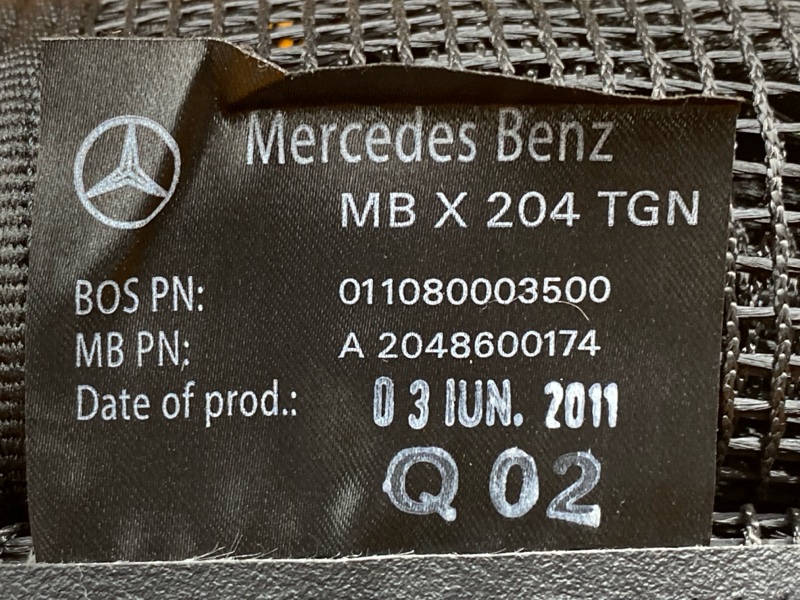 Mercedes Benz
MB X 204 TGN
BOS PN: 011080003500
MB PN: A 2048600174
Date of prod.: 03 IUN. 2011
Q 02